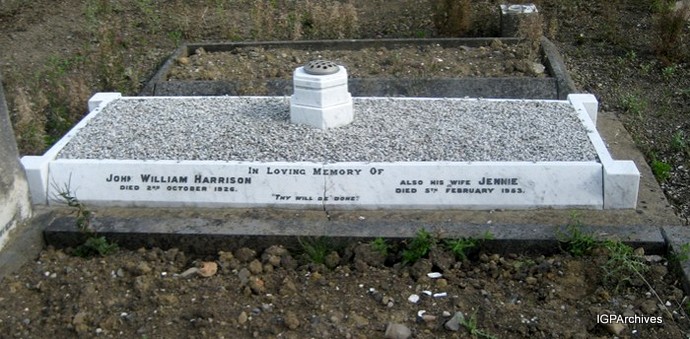 In Loving Memory Of
John William Harrison
Died 2nd October 1926.
"Thy will be done."
also his wife Jennie
Died 5th February 1953.
IGPArchives